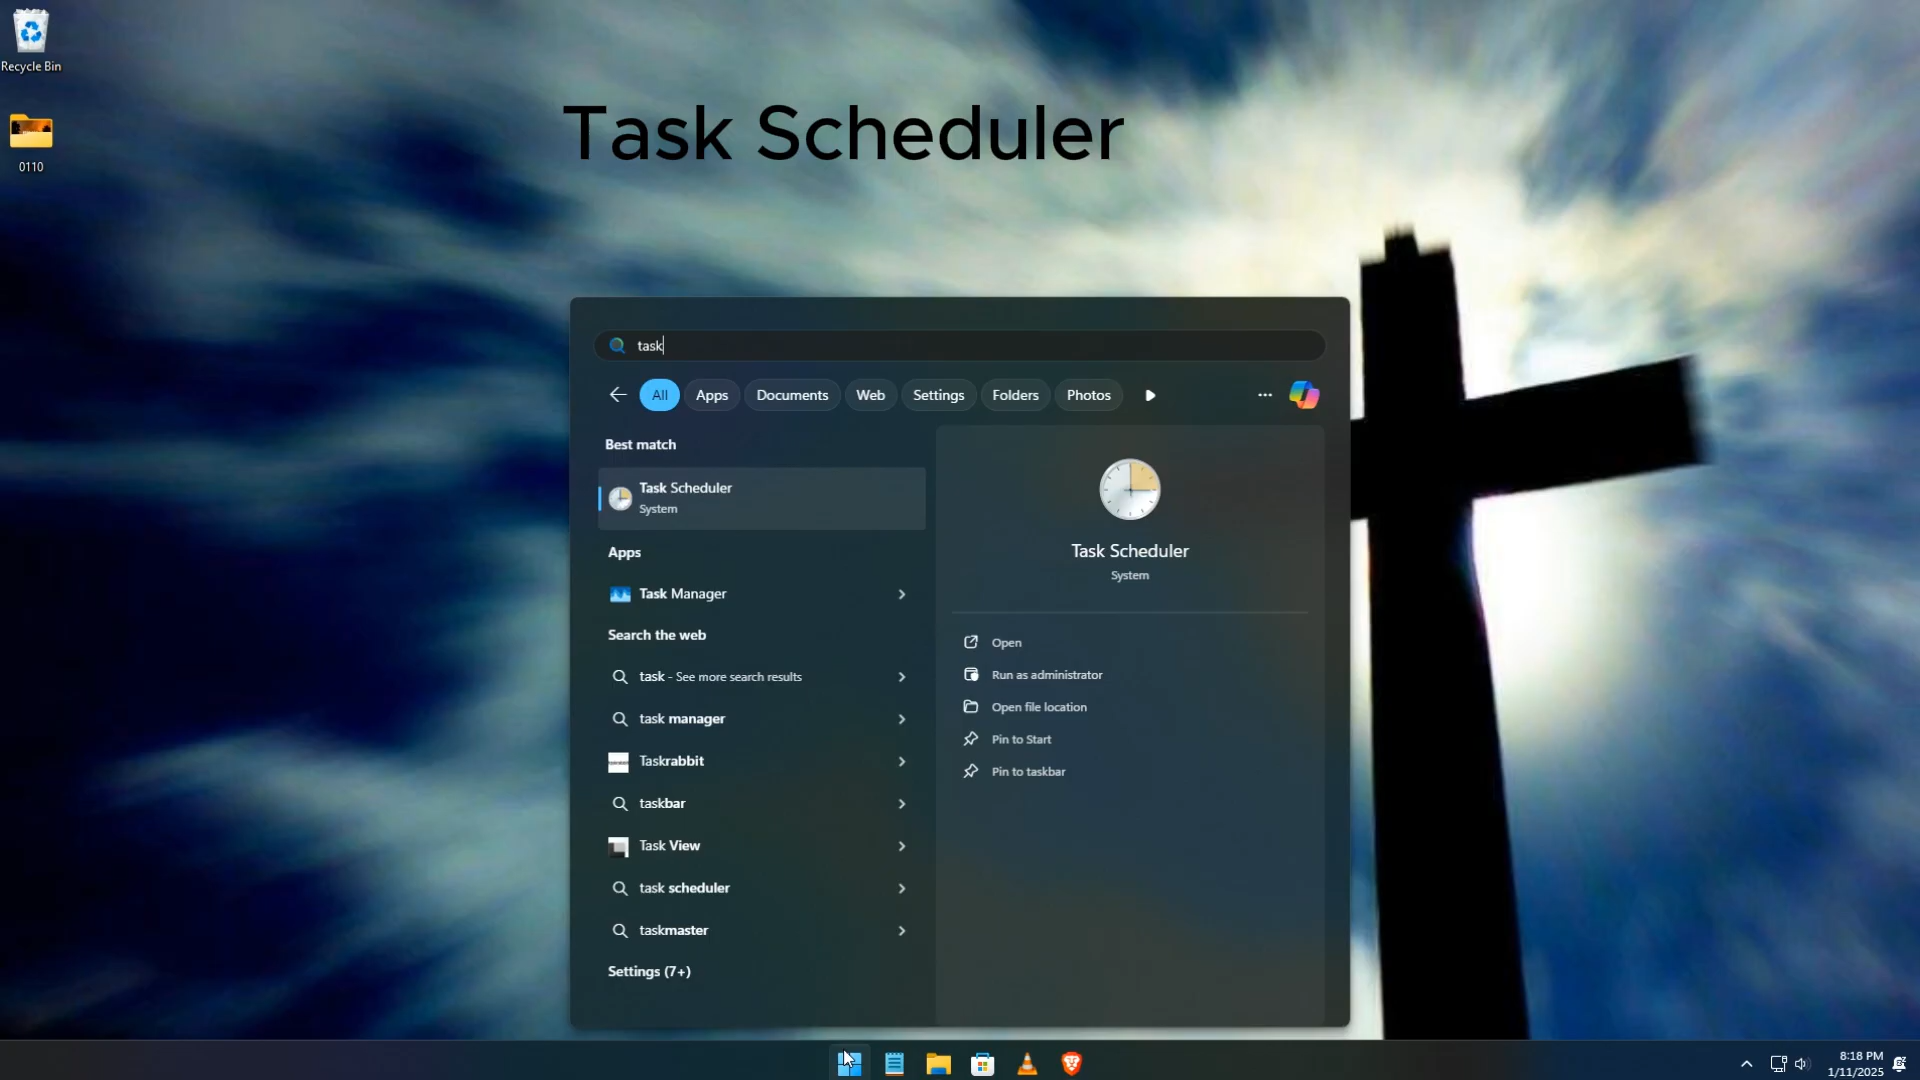 Recycle Bin
0110
Task Scheduler
task
All
Apps
Documents
Web
Settings
Folders
Photos
Best match
Task Scheduler
System
Apps
Task Manager
Search the web
task - See more search results
task manager
Taskrabbit
taskbar
Task View
task scheduler
taskmaster
Settings (7+)
Task Scheduler
System
Open
Run as administrator
Open file location
Pin to Start
Pin to taskbar
8:18 PM
1/11/2025